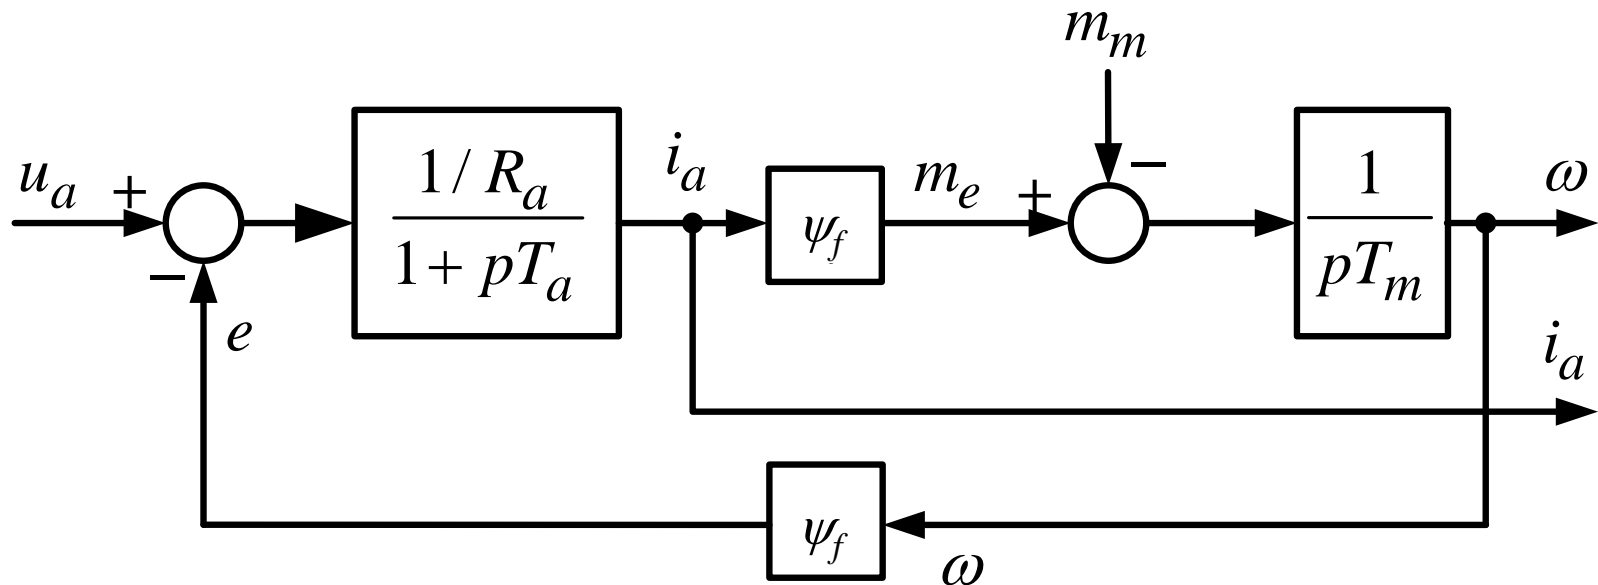 m_m
u_a
+
−
1 / R_a
1 + pT_a
i_a
ψ_f
m_e
+
−
1
pT_m
ω
e
i_a
ψ_f
ω